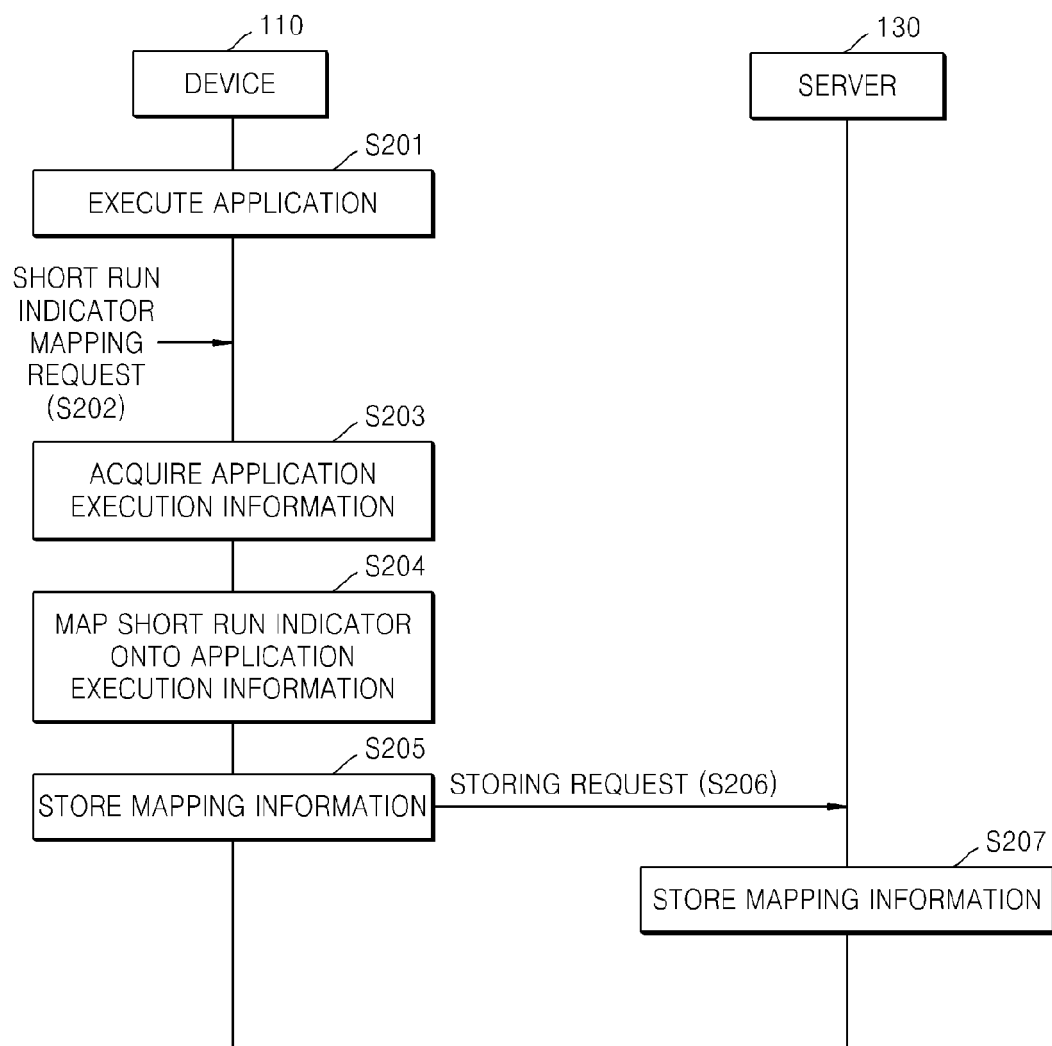 110
DEVICE
130
SERVER
S201
EXECUTE APPLICATION
SHORT RUN
INDICATOR
MAPPING
REQUEST
(S202)
S203
ACQUIRE APPLICATION
EXECUTION INFORMATION
S204
MAP SHORT RUN INDICATOR
ONTO APPLICATION
EXECUTION INFORMATION
S205
STORE MAPPING INFORMATION
STORING REQUEST (S206)
S207
STORE MAPPING INFORMATION